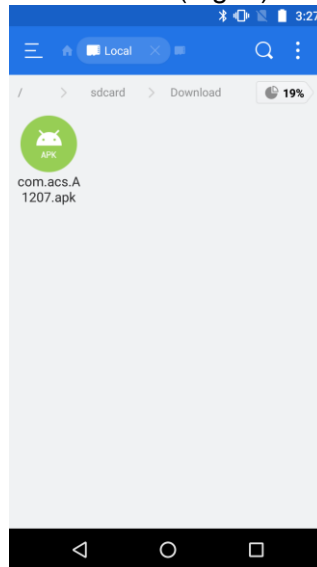 3:27
Local
/ > sdcard > Download 19%
APK
com.acs.A
1207.apk